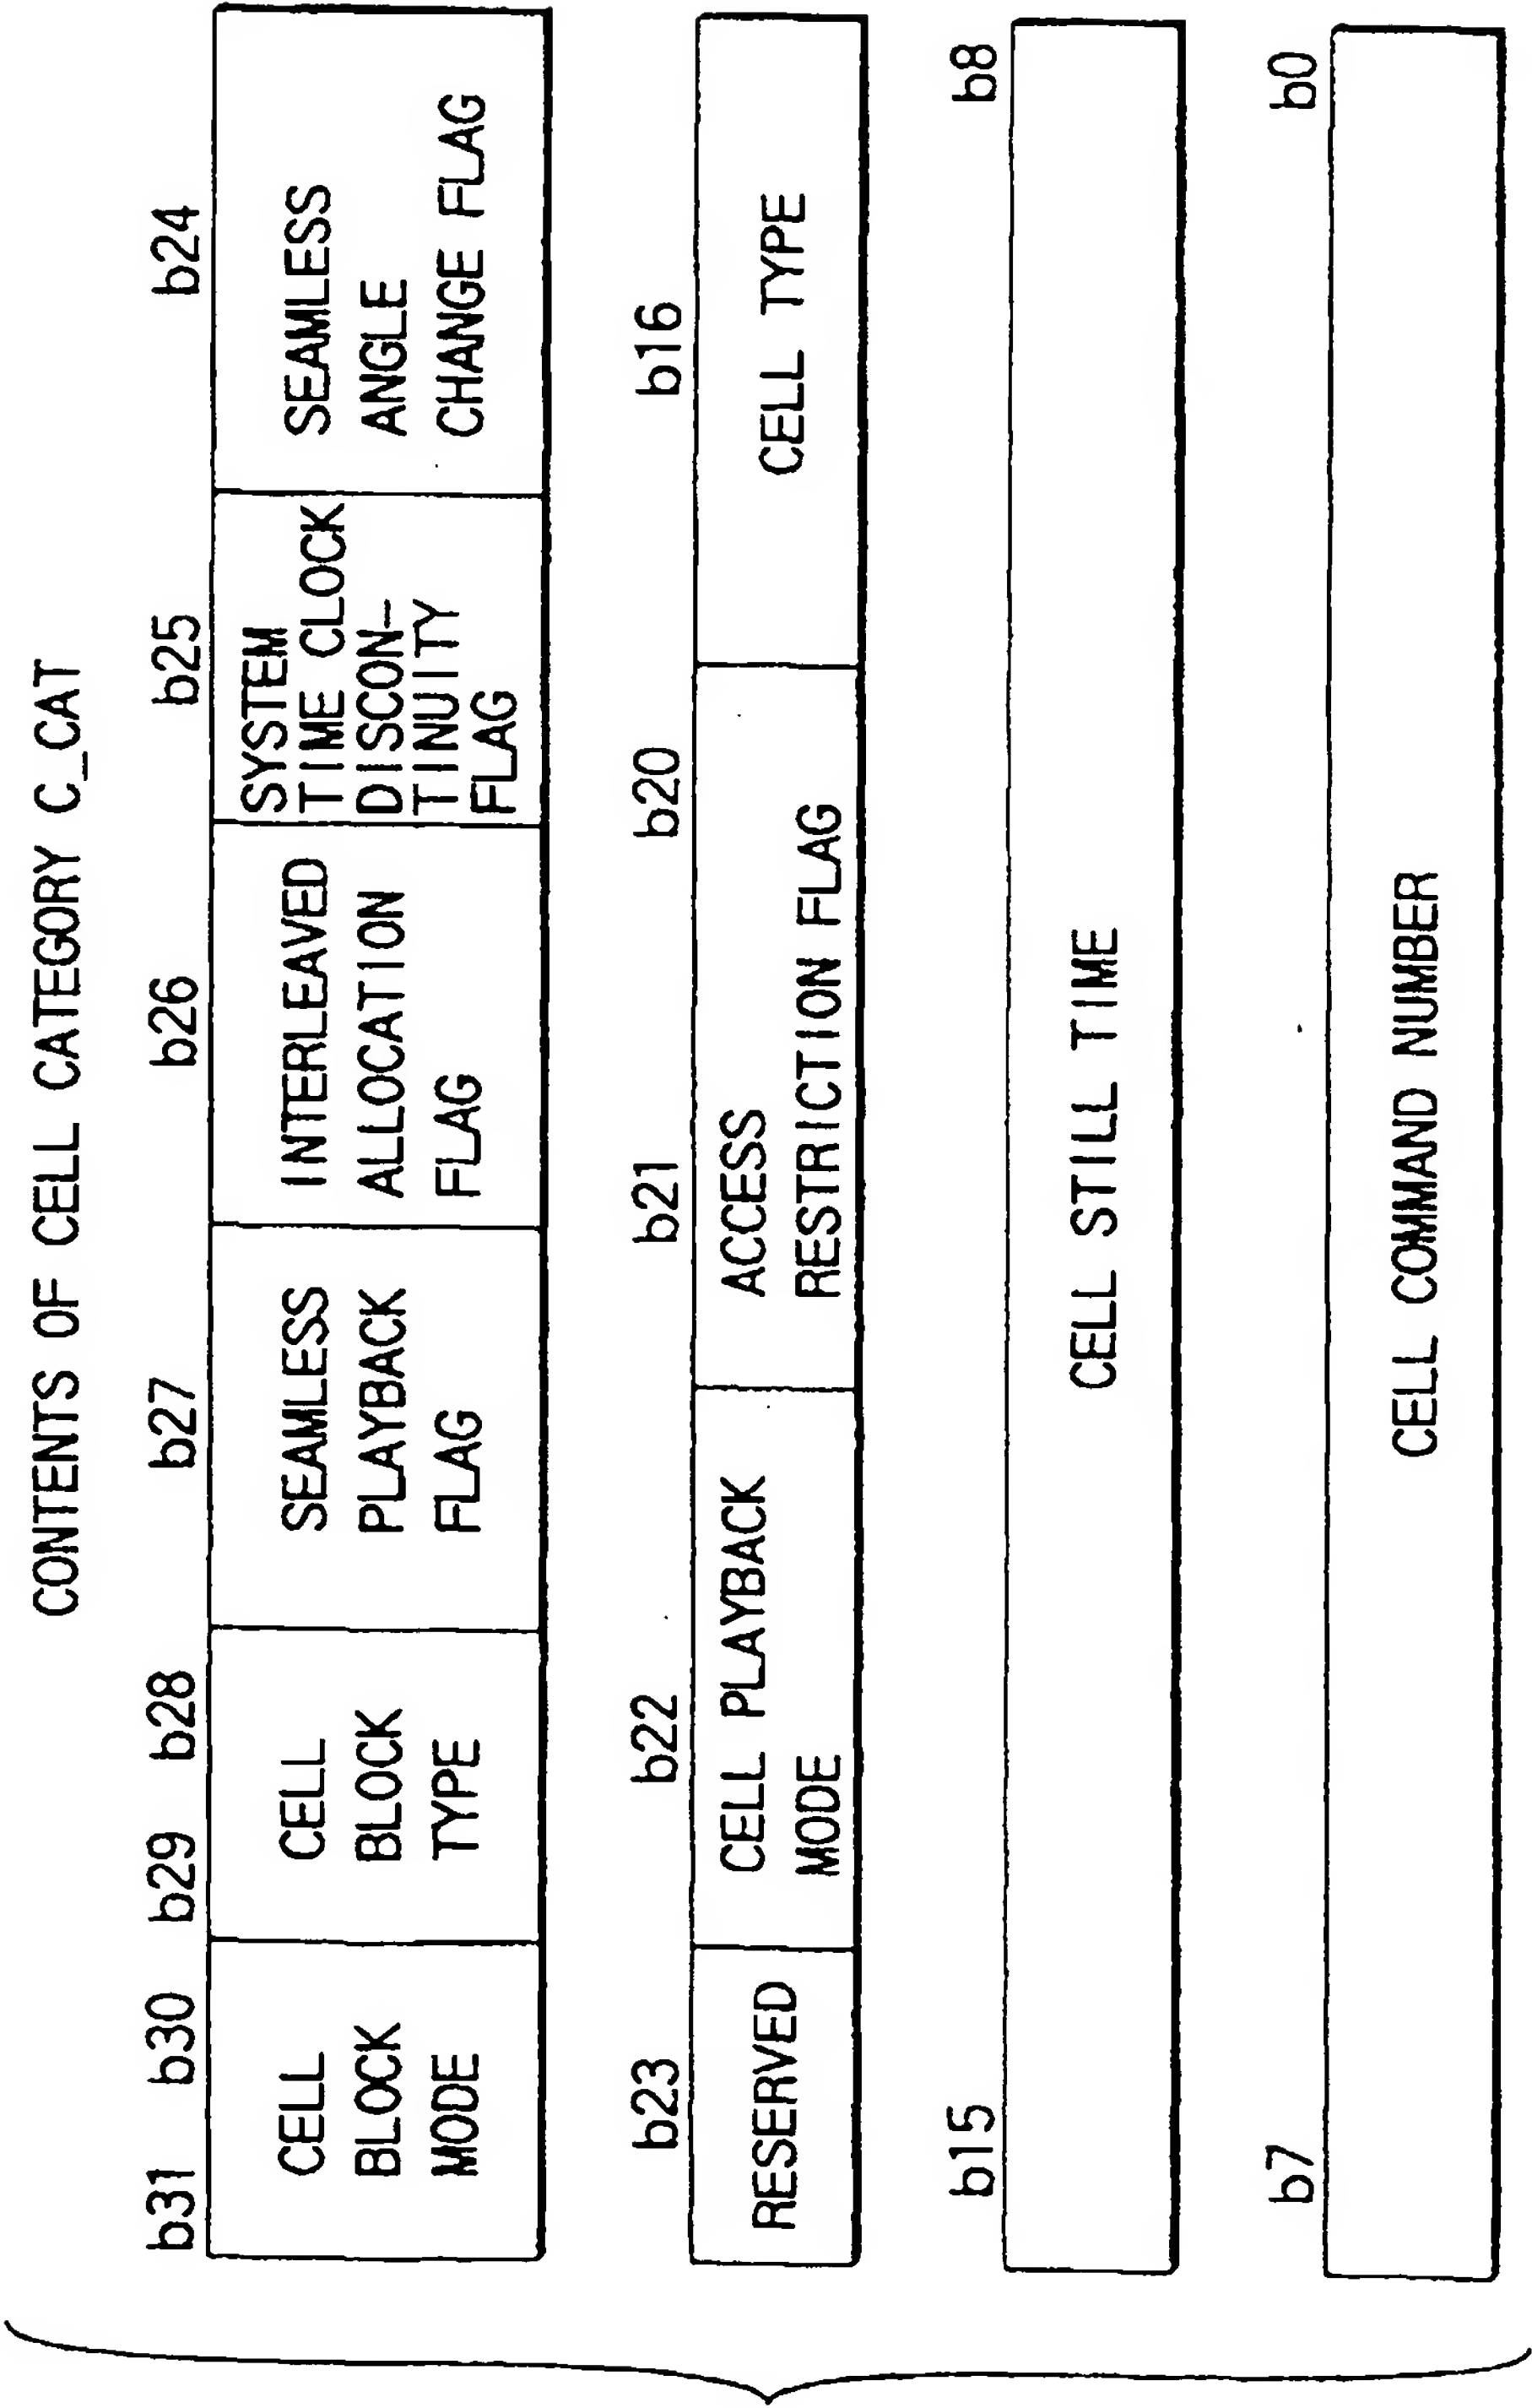 CONTENTS OF CELL CATEGORY C_CAT
b31 b30 b29 b28 b27 b26 b25 b24
CELL
BLOCK
MODE
CELL
BLOCK
TYPE
SEAMLESS
PLAYBACK
FLAG
INTERLEAVED
ALLOCATION
FLAG
SYSTEM
TIME CLOCK
DISCON-
TINUITY
FLAG
SEAMLESS
ANGLE
CHANGE FLAG
b23 b22 b21 b20 b16
RESERVED
CELL PLAYBACK
MODE
ACCESS
RESTRICTION FLAG
CELL TYPE
b15 b8
CELL STILL TIME
b7 b0
CELL COMMAND NUMBER